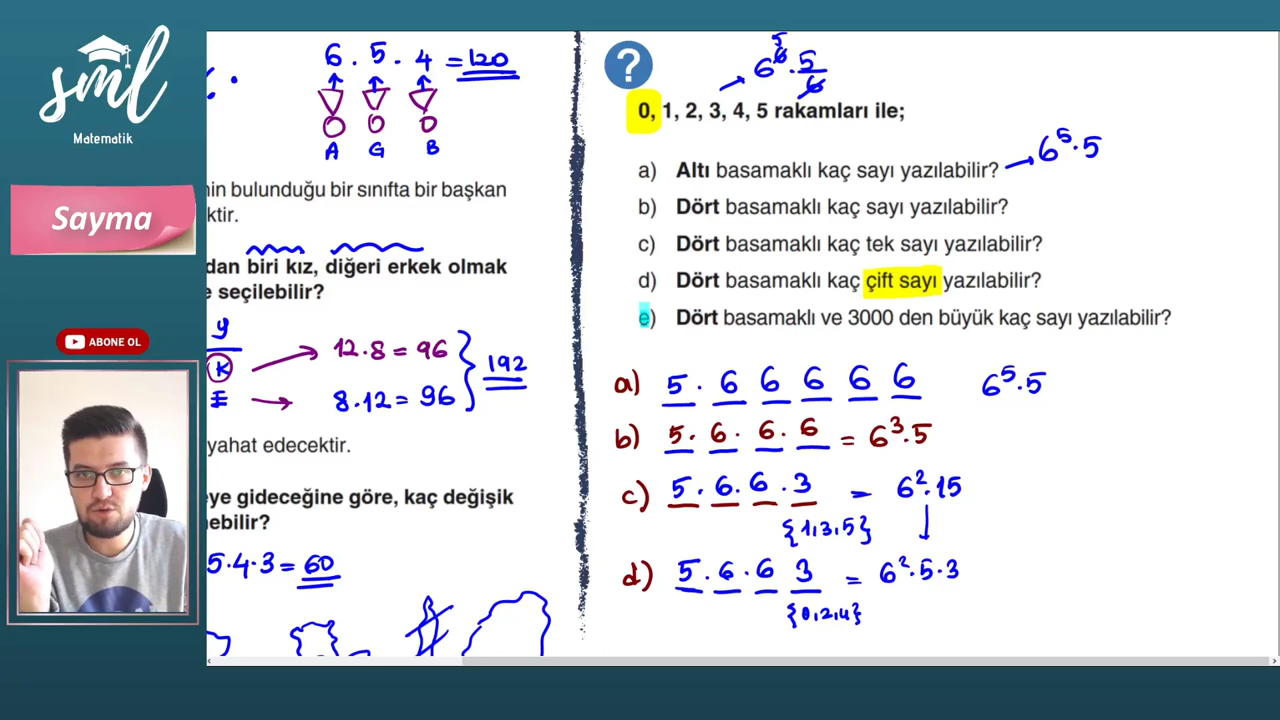 sml
Matematik
Sayma
ABONE OL
6 . 5 . 4 = 120
A G B
nin bulunduğu bir sınıfta bir başkan
ktir.
dan biri kız, diğeri erkek olmak
e seçilebilir?
y
K
12.8 = 96
E
8.12 = 96
192
yahat edecektir.
eye gideceğine göre, kaç değişik
nebilir?
5.4.3 = 60
?
6⁶ 5 . 5/6
0, 1, 2, 3, 4, 5 rakamları ile;
a) Altı basamaklı kaç sayı yazılabilir? → 6⁵.5
b) Dört basamaklı kaç sayı yazılabilir?
c) Dört basamaklı kaç tek sayı yazılabilir?
d) Dört basamaklı kaç çift sayı yazılabilir?
e) Dört basamaklı ve 3000 den büyük kaç sayı yazılabilir?
a) 5 . 6 6 6 6 6 6⁵.5
b) 5 . 6 . 6 . 6 = 6³.5
c) 5 . 6 . 6 . 3 = 6².15
{1,3,5}
d) 5 . 6 . 6 3 = 6².5.3
{0,2,4}